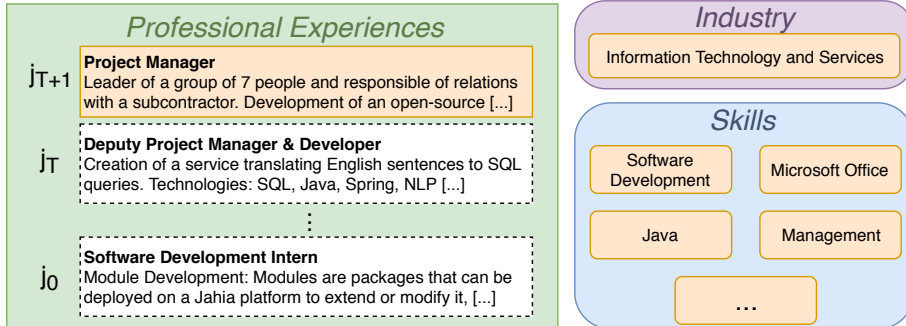 Professional Experiences
j_{T+1}
Project Manager
Leader of a group of 7 people and responsible of relations
with a subcontractor. Development of an open-source [...]
j_T
Deputy Project Manager & Developer
Creation of a service translating English sentences to SQL
queries. Technologies: SQL, Java, Spring, NLP [...]
⋮
j_0
Software Development Intern
Module Development: Modules are packages that can be
deployed on a Jahia platform to extend or modify it, [...]
Industry
Information Technology and Services
Skills
Software
Development
Microsoft Office
Java
Management
...